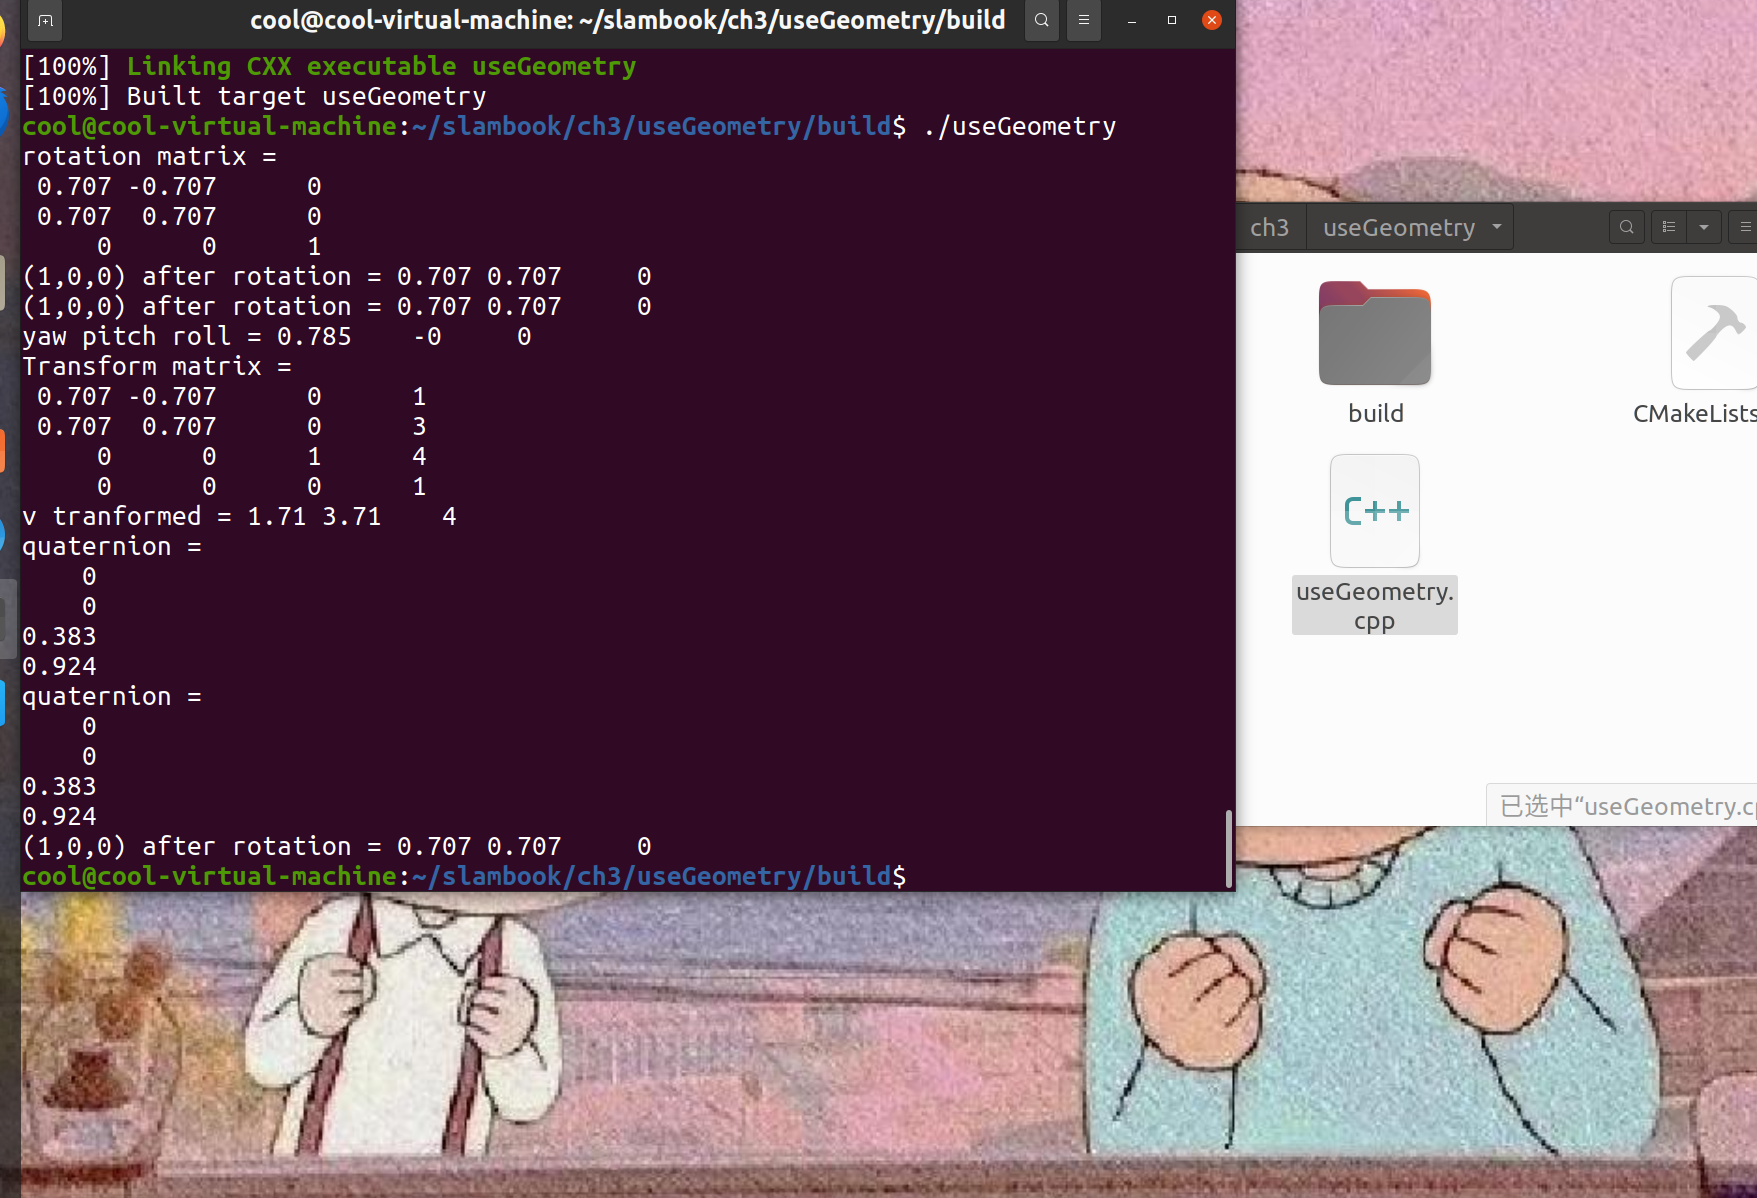 cool@cool-virtual-machine: ~/slambook/ch3/useGeometry/build
[100%] Linking CXX executable useGeometry
[100%] Built target useGeometry
cool@cool-virtual-machine:~/slambook/ch3/useGeometry/build$ ./useGeometry
rotation matrix =
 0.707 -0.707      0
 0.707  0.707      0
     0      0      1
(1,0,0) after rotation = 0.707 0.707     0
(1,0,0) after rotation = 0.707 0.707     0
yaw pitch roll = 0.785    -0     0
Transform matrix =
 0.707 -0.707      0      1
 0.707  0.707      0      3
     0      0      1      4
     0      0      0      1
v tranformed = 1.71 3.71    4
quaternion =
    0
    0
0.383
0.924
quaternion =
    0
    0
0.383
0.924
(1,0,0) after rotation = 0.707 0.707     0
cool@cool-virtual-machine:~/slambook/ch3/useGeometry/build$
ch3 useGeometry
build
CMakeLists
C++
useGeometry.
cpp
已选中“useGeometry.cp